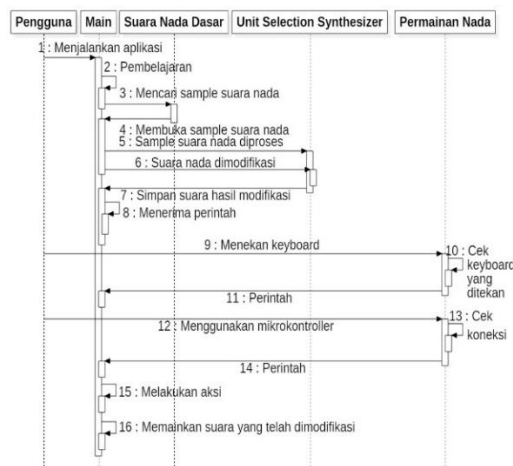 Pengguna Main Suara Nada Dasar Unit Selection Synthesizer Permainan Nada
1 : Menjalankan aplikasi
2 : Pembelajaran
3 : Mencari sample suara nada
4 : Membuka sample suara nada
5 : Sample suara nada diproses
6 : Suara nada dimodifikasi
7 : Simpan suara hasil modifikasi
8 : Menerima perintah
9 : Menekan keyboard
10 : Cek
keyboard
yang
ditekan
11 : Perintah
12 : Menggunakan mikrokontroller
13 : Cek
koneksi
14 : Perintah
15 : Melakukan aksi
16 : Memainkan suara yang telah dimodifikasi